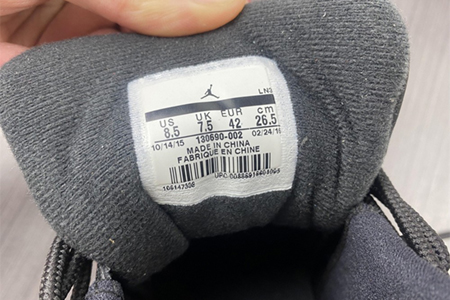 LN3
US UK EUR cm
8.5 7.5 42 26.5
10/14/15 130690-002 02/24/16
MADE IN CHINA
FABRIQUE EN CHINE